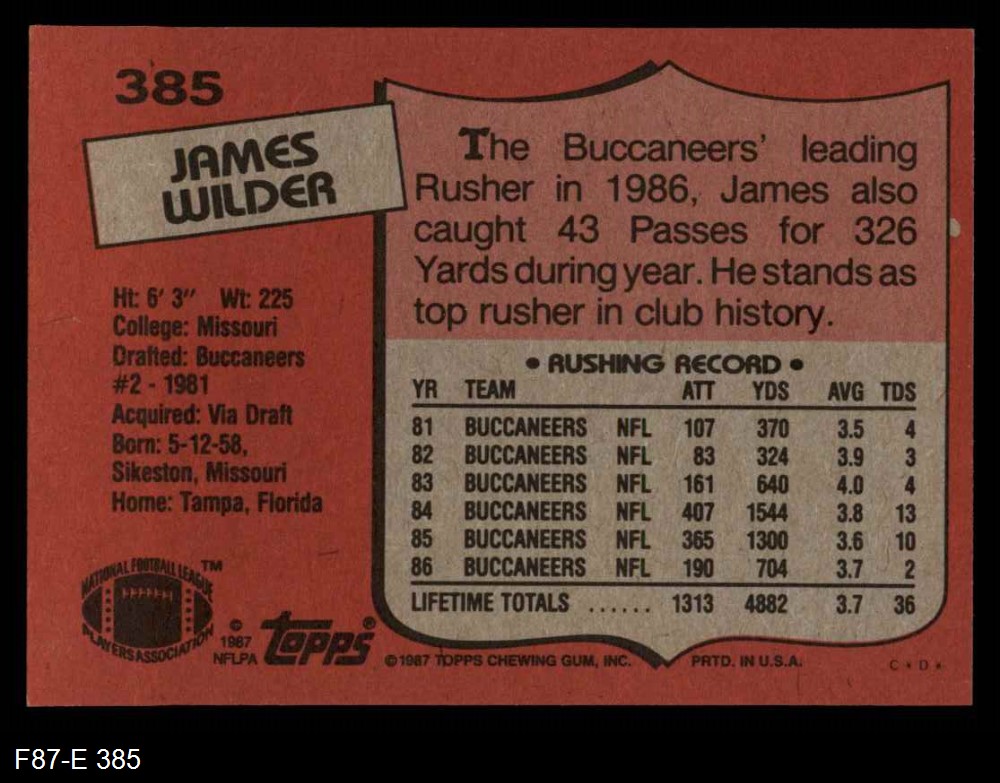 385
JAMES
WILDER
Ht: 6' 3" Wt: 225
College: Missouri
Drafted: Buccaneers
#2 - 1981
Acquired: Via Draft
Born: 5-12-58,
Sikeston, Missouri
Home: Tampa, Florida
The Buccaneers' leading
Rusher in 1986, James also
caught 43 Passes for 326
Yards during year. He stands as
top rusher in club history.
• RUSHING RECORD •
YR TEAM ATT YDS AVG TDS
81 BUCCANEERS NFL 107 370 3.5 4
82 BUCCANEERS NFL 83 324 3.9 3
83 BUCCANEERS NFL 161 640 4.0 4
84 BUCCANEERS NFL 407 1544 3.8 13
85 BUCCANEERS NFL 365 1300 3.6 10
86 BUCCANEERS NFL 190 704 3.7 2
LIFETIME TOTALS ...... 1313 4882 3.7 36
NATIONAL FOOTBALL LEAGUE ™
PLAYERS ASSOCIATION
©
1987
NFLPA
topps®
© 1987 TOPPS CHEWING GUM, INC. PRTD. IN U.S.A. C * D *
F87-E 385